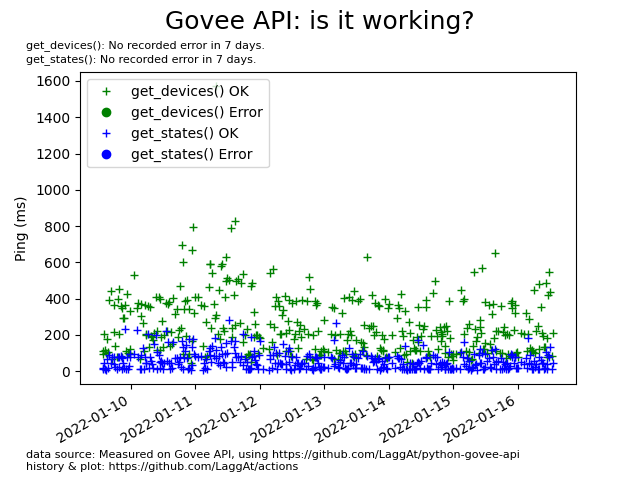 Govee API: is it working?
get_devices(): No recorded error in 7 days.
get_states(): No recorded error in 7 days.
get_devices() OK
get_devices() Error
get_states() OK
get_states() Error
Ping (ms)
1600
1400
1200
1000
800
600
400
200
0
2022-01-10
2022-01-11
2022-01-12
2022-01-13
2022-01-14
2022-01-15
2022-01-16
data source: Measured on Govee API, using https://github.com/LaggAt/python-govee-api
history & plot: https://github.com/LaggAt/actions